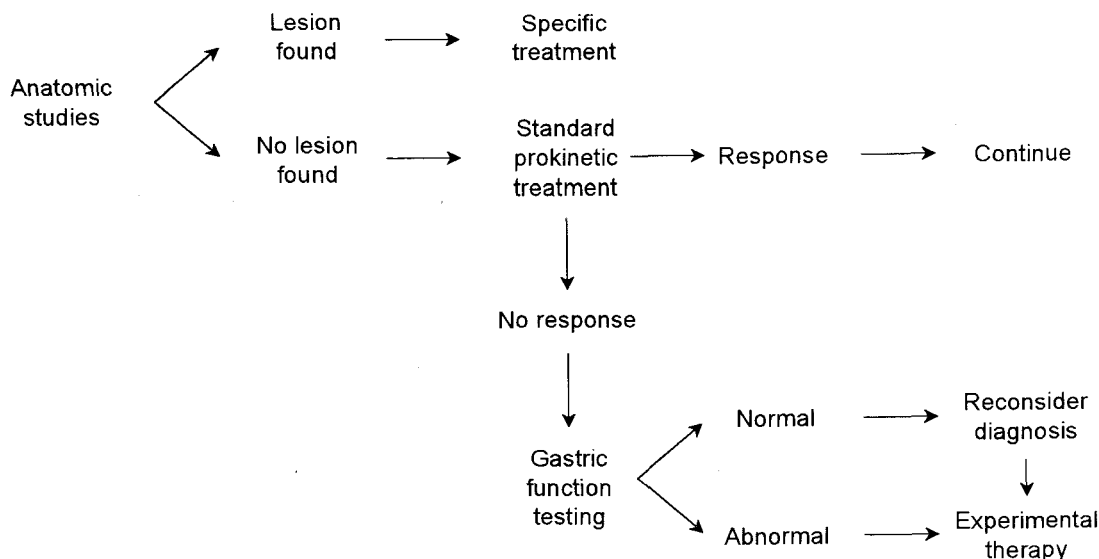 Lesion
found
Specific
treatment
Anatomic
studies
No lesion
found
Standard
prokinetic
treatment
Response
Continue
No response
Gastric
function
testing
Normal
Reconsider
diagnosis
Abnormal
Experimental
therapy